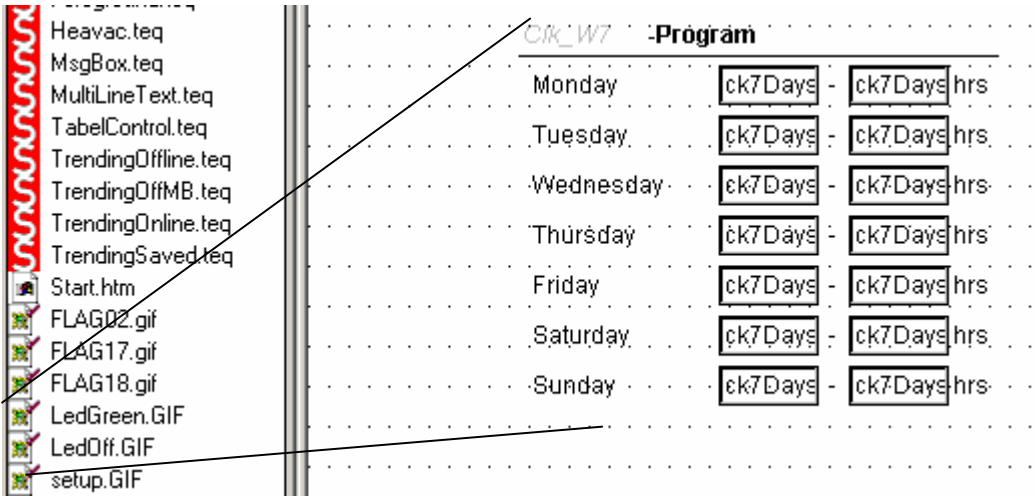 Heavac.teq
MsgBox.teq
MultiLineText.teq
TabelControl.teq
TrendingOffline.teq
TrendingOffMB.teq
TrendingOnline.teq
TrendingSaved.teq
Start.htm
FLAG02.gif
FLAG17.gif
FLAG18.gif
LedGreen.GIF
LedOff.GIF
setup.GIF
Clk_W7 -Program
Monday ck7Days - ck7Days hrs
Tuesday ck7Days - ck7Days hrs
Wednesday ck7Days - ck7Days hrs
Thursday ck7Days - ck7Days hrs
Friday ck7Days - ck7Days hrs
Saturday ck7Days - ck7Days hrs
Sunday ck7Days - ck7Days hrs